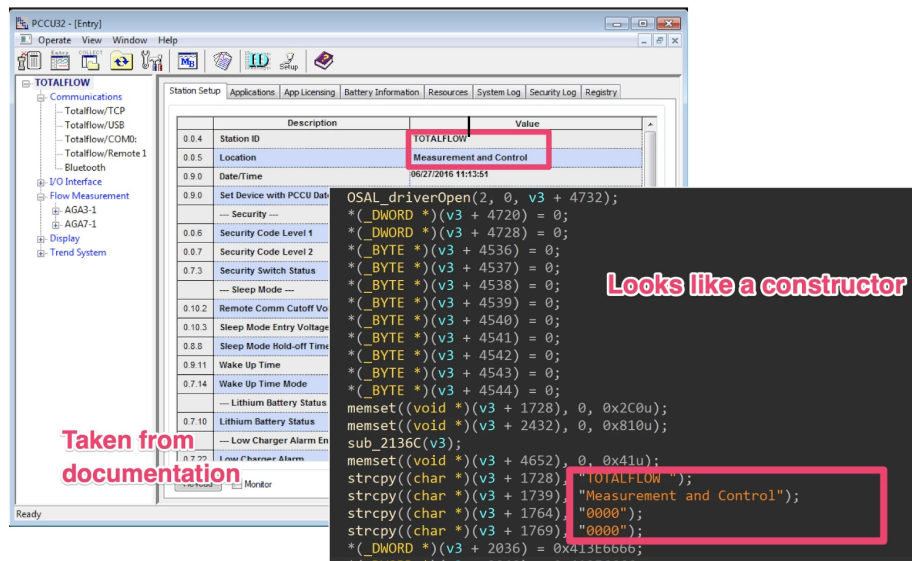 PCCU32 - [Entry]
Operate View Window Help
Entry COLLECT
MB Setup
TOTALFLOW
Communications
Totalflow/TCP
Totalflow/USB
Totalflow/COM0:
Totalflow/Remote 1
Bluetooth
I/O Interface
Flow Measurement
AGA3-1
AGA7-1
Display
Trend System
Station Setup Applications App Licensing Battery Information Resources System Log Security Log Registry
Description Value
0.0.4 Station ID TOTALFLOW
0.0.5 Location Measurement and Control
0.9.0 Date/Time 06/27/2016 11:13:51
0.9.0 Set Device with PCCU Dat
--- Security ---
0.0.6 Security Code Level 1
0.0.7 Security Code Level 2
0.7.3 Security Switch Status
--- Sleep Mode ---
0.10.2 Remote Comm Cutoff Vo
0.10.3 Sleep Mode Entry Voltage
0.8.8 Sleep Mode Hold-off Time
0.9.11 Wake Up Time
0.7.14 Wake Up Time Mode
--- Lithium Battery Status
0.7.10 Lithium Battery Status
--- Low Charger Alarm En
0.7.22 Low Charger Alarm
Monitor
Ready
Taken from
documentation
OSAL_driverOpen(2, 0, v3 + 4732);
*(_DWORD *)(v3 + 4720) = 0;
*(_DWORD *)(v3 + 4728) = 0;
*(_BYTE *)(v3 + 4536) = 0;
*(_BYTE *)(v3 + 4537) = 0;
*(_BYTE *)(v3 + 4538) = 0;
*(_BYTE *)(v3 + 4539) = 0;
*(_BYTE *)(v3 + 4540) = 0;
*(_BYTE *)(v3 + 4541) = 0;
*(_BYTE *)(v3 + 4542) = 0;
*(_BYTE *)(v3 + 4543) = 0;
*(_BYTE *)(v3 + 4544) = 0;
memset((void *)(v3 + 1728), 0, 0x2C0u);
memset((void *)(v3 + 2432), 0, 0x810u);
sub_2136C(v3);
memset((void *)(v3 + 4652), 0, 0x41u);
strcpy((char *)(v3 + 1728), "TOTALFLOW ");
strcpy((char *)(v3 + 1739), "Measurement and Control");
strcpy((char *)(v3 + 1764), "0000");
strcpy((char *)(v3 + 1769), "0000");
*(_DWORD *)(v3 + 2036) = 0x413E6666;
Looks like a constructor